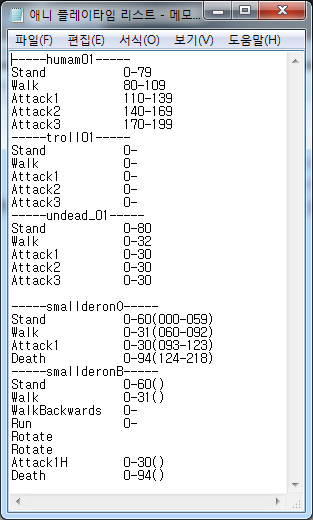 애니 플레이타임 리스트 - 메모...
파일(F) 편집(E) 서식(O) 보기(V) 도움말(H)
-----humam01-----
Stand 0-79
Walk 80-109
Attack1 110-139
Attack2 140-169
Attack3 170-199
-----troll01-----
Stand 0-
Walk 0-
Attack1 0-
Attack2 0-
Attack3 0-
-----undead_01-----
Stand 0-80
Walk 0-32
Attack1 0-30
Attack2 0-30
Attack3 0-30
-----smallderon0-----
Stand 0-60(000-059)
Walk 0-31(060-092)
Attack1 0-30(093-123)
Death 0-94(124-218)
-----smallderonB-----
Stand 0-60()
Walk 0-31()
WalkBackwards 0-
Run 0-
Rotate
Rotate
Attack1H 0-30()
Death 0-94()